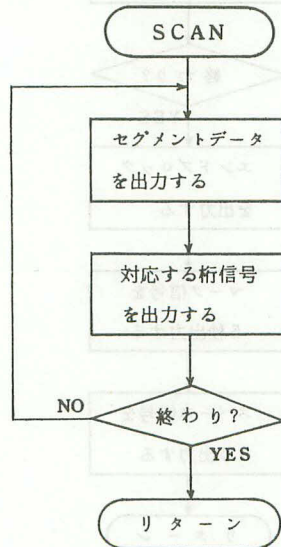 SCAN
セグメントデータ
を出力する
対応する桁信号
を出力する
終わり?
NO
YES
リターン